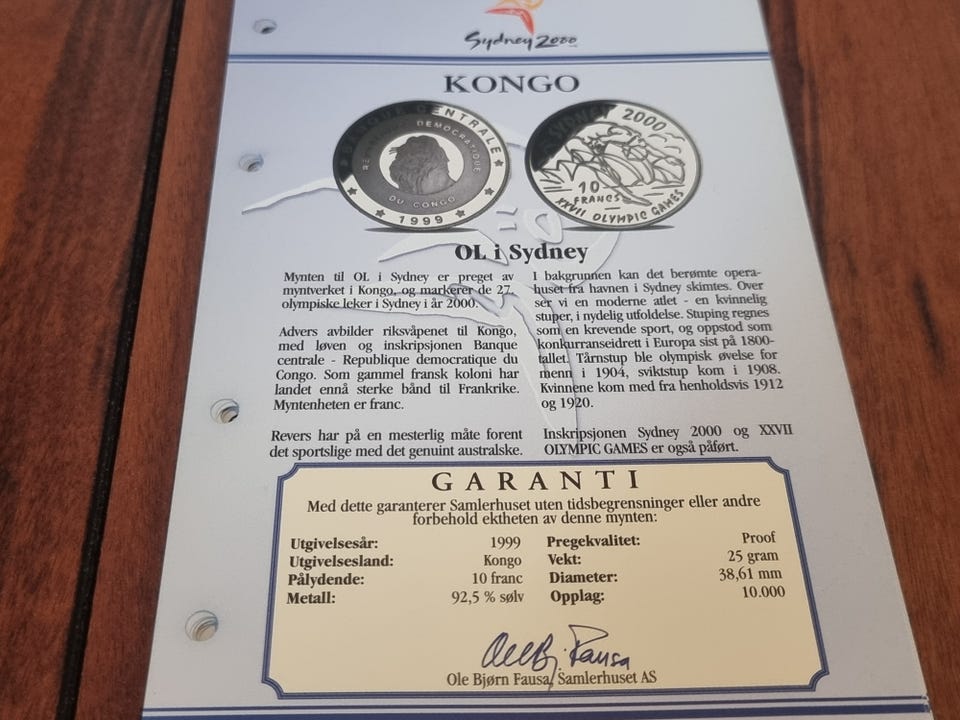 Sydney 2000
KONGO
BANQUE CENTRALE
RÉPUBLIQUE DEMOCRATIQUE
DU CONGO
1999
SYDNEY 2000
10
FRANCS
XXVII OLYMPIC GAMES
OL i Sydney
Mynten til OL i Sydney er preget av
myntverket i Kongo, og markerer de 27.
olympiske leker i Sydney i år 2000.
Advers avbilder riksvåpenet til Kongo,
med løven og inskripsjonen Banque
centrale - Republique democratique du
Congo. Som gammel fransk koloni har
landet ennå sterke bånd til Frankrike.
Myntenheten er franc.
Revers har på en mesterlig måte forent
det sportslige med det genuint australske.
I bakgrunnen kan det berømte opera-
huset fra havnen i Sydney skimtes. Over
ser vi en moderne atlet - en kvinnelig
stuper, i nydelig utfoldelse. Stuping regnes
som en krevende sport, og oppstod som
konkurranseidrett i Europa sist på 1800-
tallet. Tårnstup ble olympisk øvelse for
menn i 1904, sviktstup kom i 1908.
Kvinnene kom med fra henholdsvis 1912
og 1920.
Inskripsjonen Sydney 2000 og XXVII
OLYMPIC GAMES er også påført.
GARANTI
Med dette garanterer Samlerhuset uten tidsbegrensninger eller andre
forbehold ektheten av denne mynten:
Utgivelsesår: 1999 Pregekvalitet: Proof
Utgivelsesland: Kongo Vekt: 25 gram
Pålydende: 10 franc Diameter: 38,61 mm
Metall: 92,5 % sølv Opplag: 10.000
Ole Bj. Fausa
Ole Bjørn Fausa, Samlerhuset AS